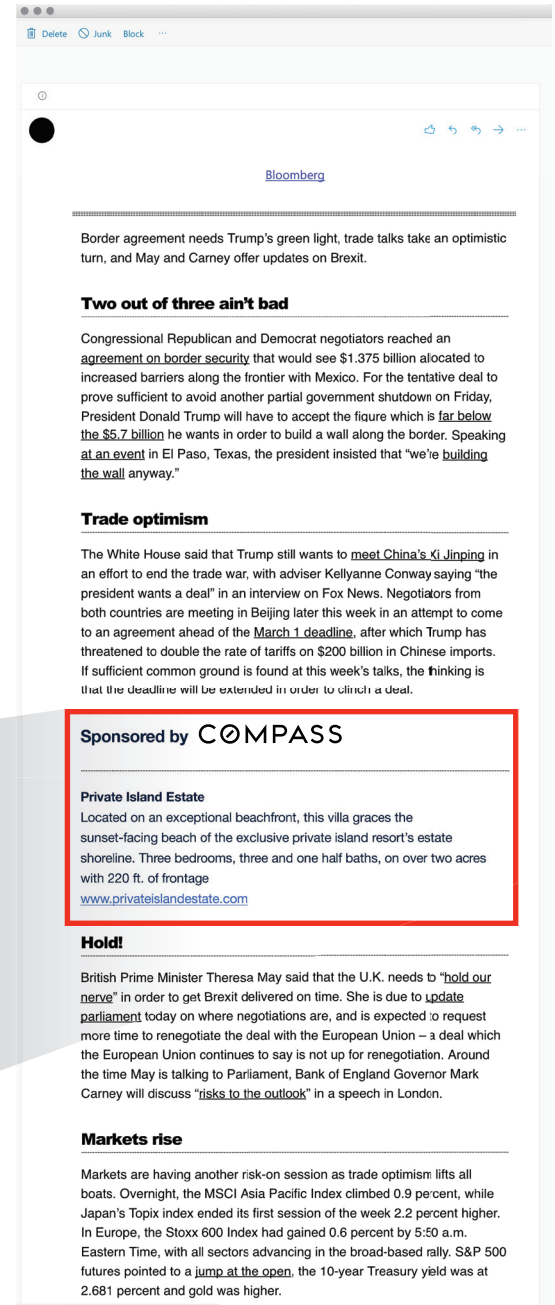 Delete Junk Block ...
Bloomberg
Border agreement needs Trump's green light, trade talks take an optimistic
turn, and May and Carney offer updates on Brexit.
Two out of three ain't bad
Congressional Republican and Democrat negotiators reached an
agreement on border security that would see $1.375 billion allocated to
increased barriers along the frontier with Mexico. For the tentative deal to
prove sufficient to avoid another partial government shutdown on Friday,
President Donald Trump will have to accept the figure which is far below
the $5.7 billion he wants in order to build a wall along the border. Speaking
at an event in El Paso, Texas, the president insisted that “we're building
the wall anyway.”
Trade optimism
The White House said that Trump still wants to meet China's Xi Jinping in
an effort to end the trade war, with adviser Kellyanne Conway saying “the
president wants a deal” in an interview on Fox News. Negotiators from
both countries are meeting in Beijing later this week in an attempt to come
to an agreement ahead of the March 1 deadline, after which Trump has
threatened to double the rate of tariffs on $200 billion in Chinese imports.
If sufficient common ground is found at this week's talks, the thinking is
that the deadline will be extended in order to clinch a deal.
Sponsored by COMPASS
Private Island Estate
Located on an exceptional beachfront, this villa graces the
sunset-facing beach of the exclusive private island resort's estate
shoreline. Three bedrooms, three and one half baths, on over two acres
with 220 ft. of frontage
www.privateislandestate.com
Hold!
British Prime Minister Theresa May said that the U.K. needs to “hold our
nerve” in order to get Brexit delivered on time. She is due to update
parliament today on where negotiations are, and is expected to request
more time to renegotiate the deal with the European Union – a deal which
the European Union continues to say is not up for renegotiation. Around
the time May is talking to Parliament, Bank of England Governor Mark
Carney will discuss “risks to the outlook” in a speech in London.
Markets rise
Markets are having another risk-on session as trade optimism lifts all
boats. Overnight, the MSCI Asia Pacific Index climbed 0.9 percent, while
Japan's Topix index ended its first session of the week 2.2 percent higher.
In Europe, the Stoxx 600 Index had gained 0.6 percent by 5:50 a.m.
Eastern Time, with all sectors advancing in the broad-based rally. S&P 500
futures pointed to a jump at the open, the 10-year Treasury yield was at
2.681 percent and gold was higher.